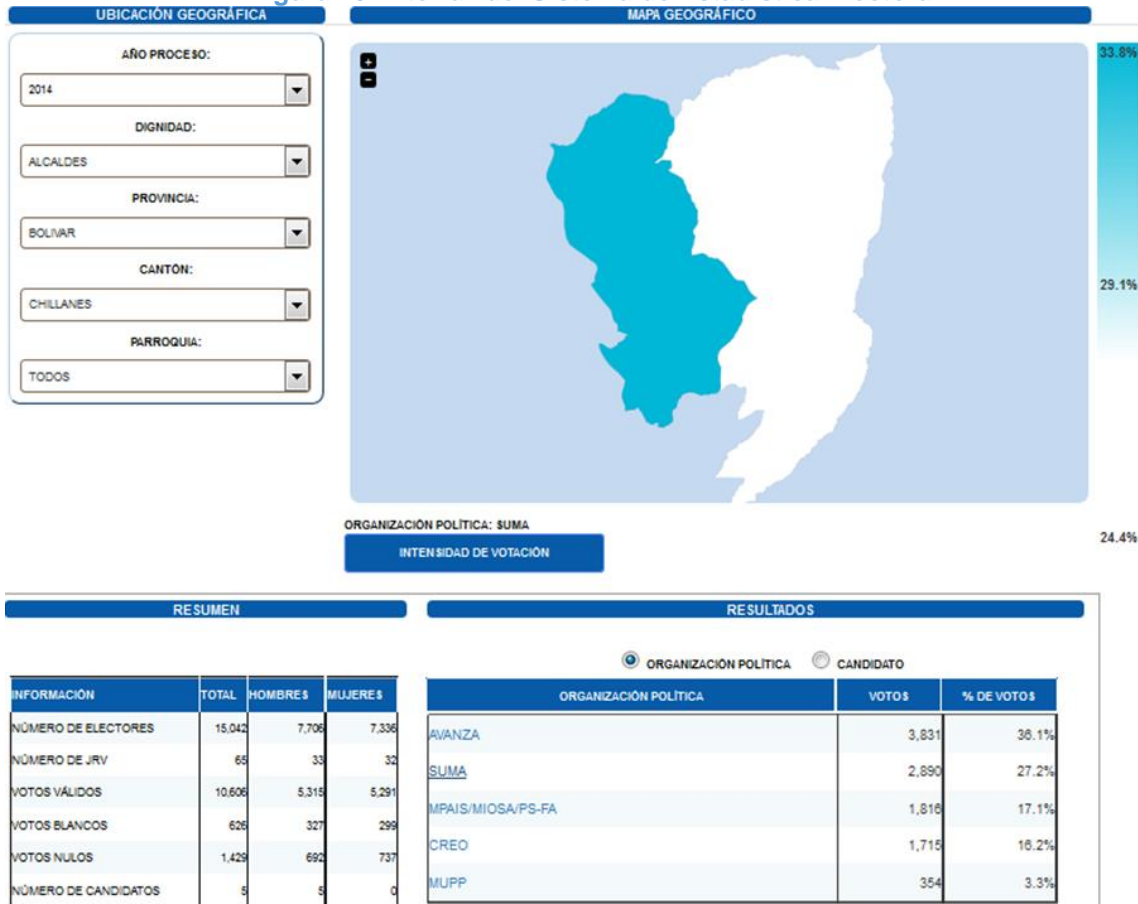 UBICACIÓN GEOGRÁFICA
AÑO PROCESO:
2014
DIGNIDAD:
ALCALDES
PROVINCIA:
BOLIVAR
CANTÓN:
CHILLANES
PARROQUIA:
TODOS
MAPA GEOGRÁFICO
+
-
33.8%
29.1%
24.4%
ORGANIZACIÓN POLÍTICA: SUMA
INTENSIDAD DE VOTACIÓN
RESUMEN
INFORMACIÓN TOTAL HOMBRES MUJERES
NÚMERO DE ELECTORES 15,042 7,706 7,336
NÚMERO DE JRV 65 33 32
VOTOS VÁLIDOS 10,606 5,315 5,291
VOTOS BLANCOS 626 327 299
VOTOS NULOS 1,429 692 737
NÚMERO DE CANDIDATOS 5 5 0
RESULTADOS
ORGANIZACIÓN POLÍTICA CANDIDATO
ORGANIZACIÓN POLÍTICA VOTOS % DE VOTOS
AVANZA 3,831 36.1%
SUMA 2,890 27.2%
MPAIS/MIOSA/PS-FA 1,816 17.1%
CREO 1,715 16.2%
MUPP 354 3.3%